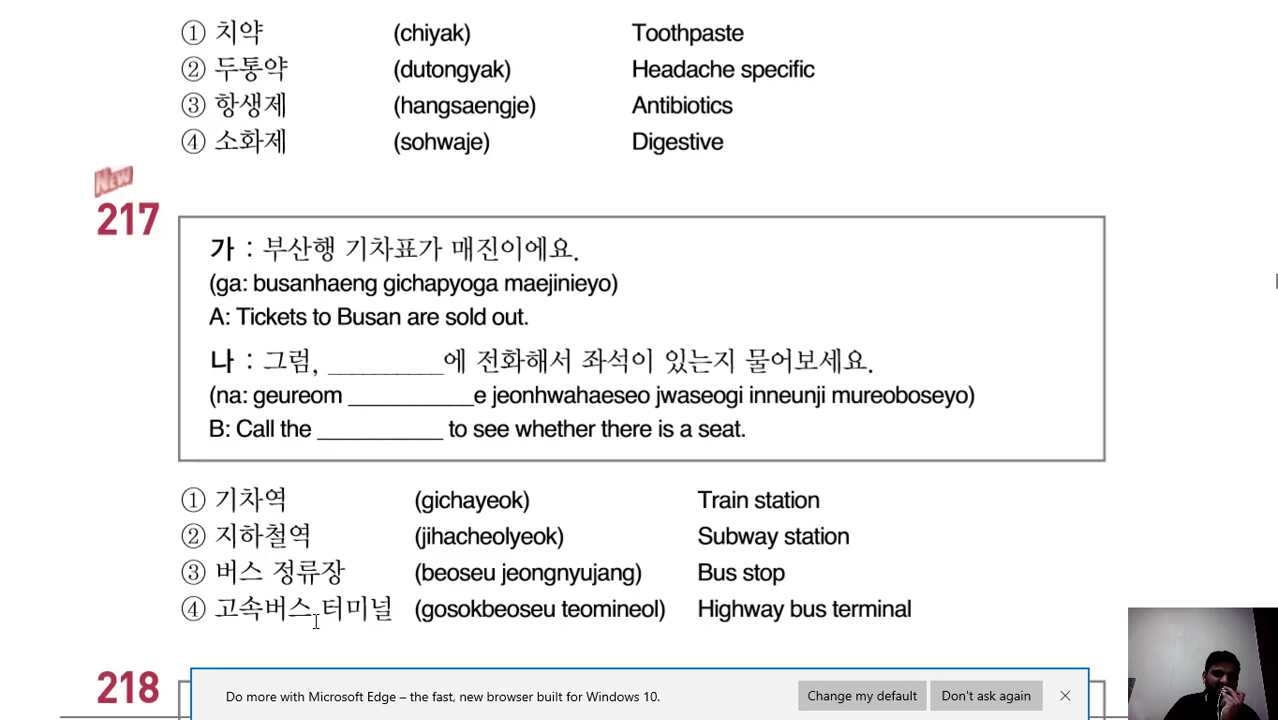 ① 치약 (chiyak) Toothpaste
② 두통약 (dutongyak) Headache specific
③ 항생제 (hangsaengje) Antibiotics
④ 소화제 (sohwaje) Digestive
NEW
217
가 : 부산행 기차표가 매진이에요.
(ga: busanhaeng gichapyoga maejinieyo)
A: Tickets to Busan are sold out.
나 : 그럼, __________에 전화해서 좌석이 있는지 물어보세요.
(na: geureom __________e jeonhwahaeseo jwaseogi inneunji mureoboseyo)
B: Call the __________ to see whether there is a seat.
① 기차역 (gichayeok) Train station
② 지하철역 (jihacheolyeok) Subway station
③ 버스 정류장 (beoseu jeongnyujang) Bus stop
④ 고속버스 터미널 (gosokbeoseu teomineol) Highway bus terminal
218
Do more with Microsoft Edge – the fast, new browser built for Windows 10. Change my default Don't ask again